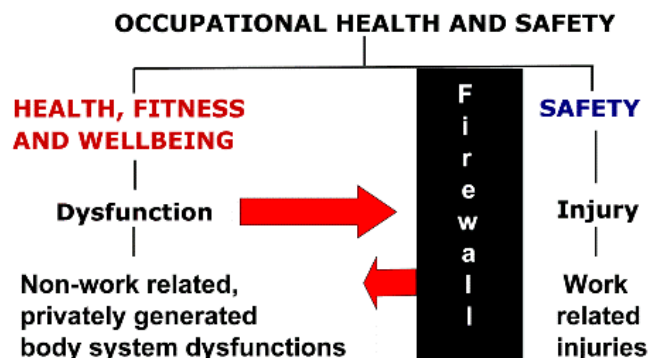 OCCUPATIONAL HEALTH AND SAFETY
HEALTH, FITNESS
AND WELLBEING
Dysfunction
Non-work related,
privately generated
body system dysfunctions
Firewall
SAFETY
Injury
Work
related
injuries